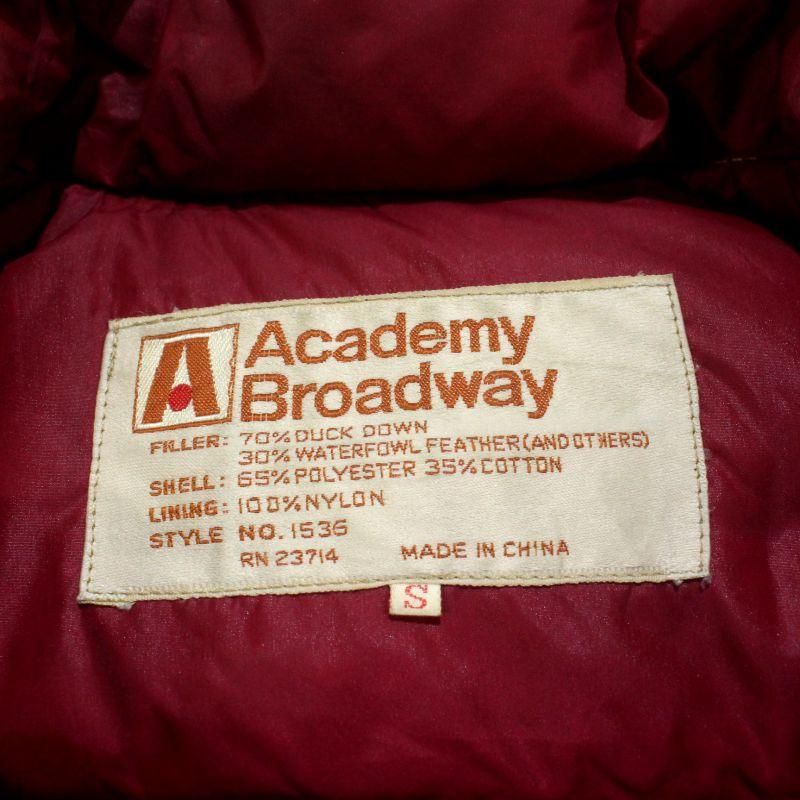 A Academy
Broadway
FILLER: 70% DUCK DOWN
30% WATERFOWL FEATHER (AND OTHERS)
SHELL: 65% POLYESTER 35% COTTON
LINING: 100% NYLON
STYLE NO. 1536
RN 23714 MADE IN CHINA
S